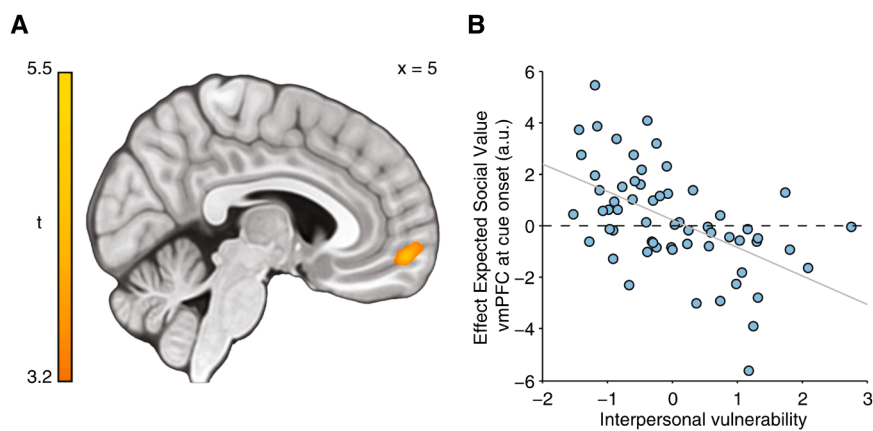 A
5.5
t
3.2
x = 5
B
Effect Expected Social Value
vmPFC at cue onset (a.u.)
6
4
2
0
−2
−4
−6
−2 −1 0 1 2 3
Interpersonal vulnerability